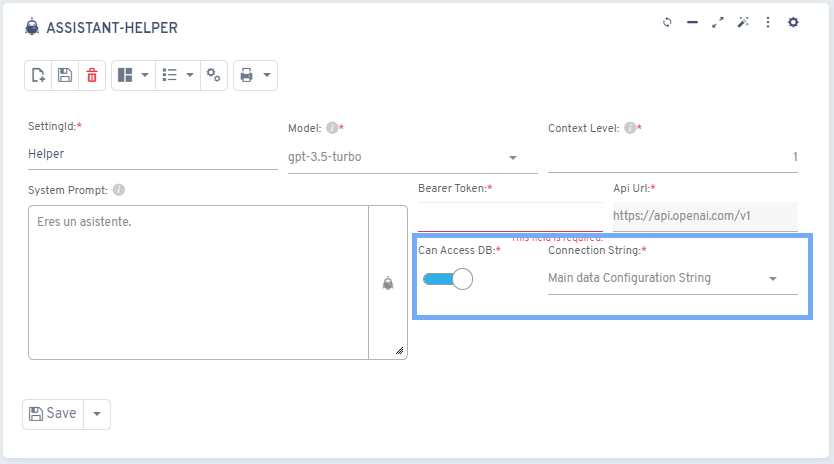 ASSISTANT-HELPER
SettingId:*
Model: i*
Context Level: i*
Helper
gpt-3.5-turbo
1
System Prompt: i
Bearer Token:*
Api Url:*
Eres un asistente.
https://api.openai.com/v1
This field is required.
Can Access DB:*
Connection String:*
Main data Configuration String
Save